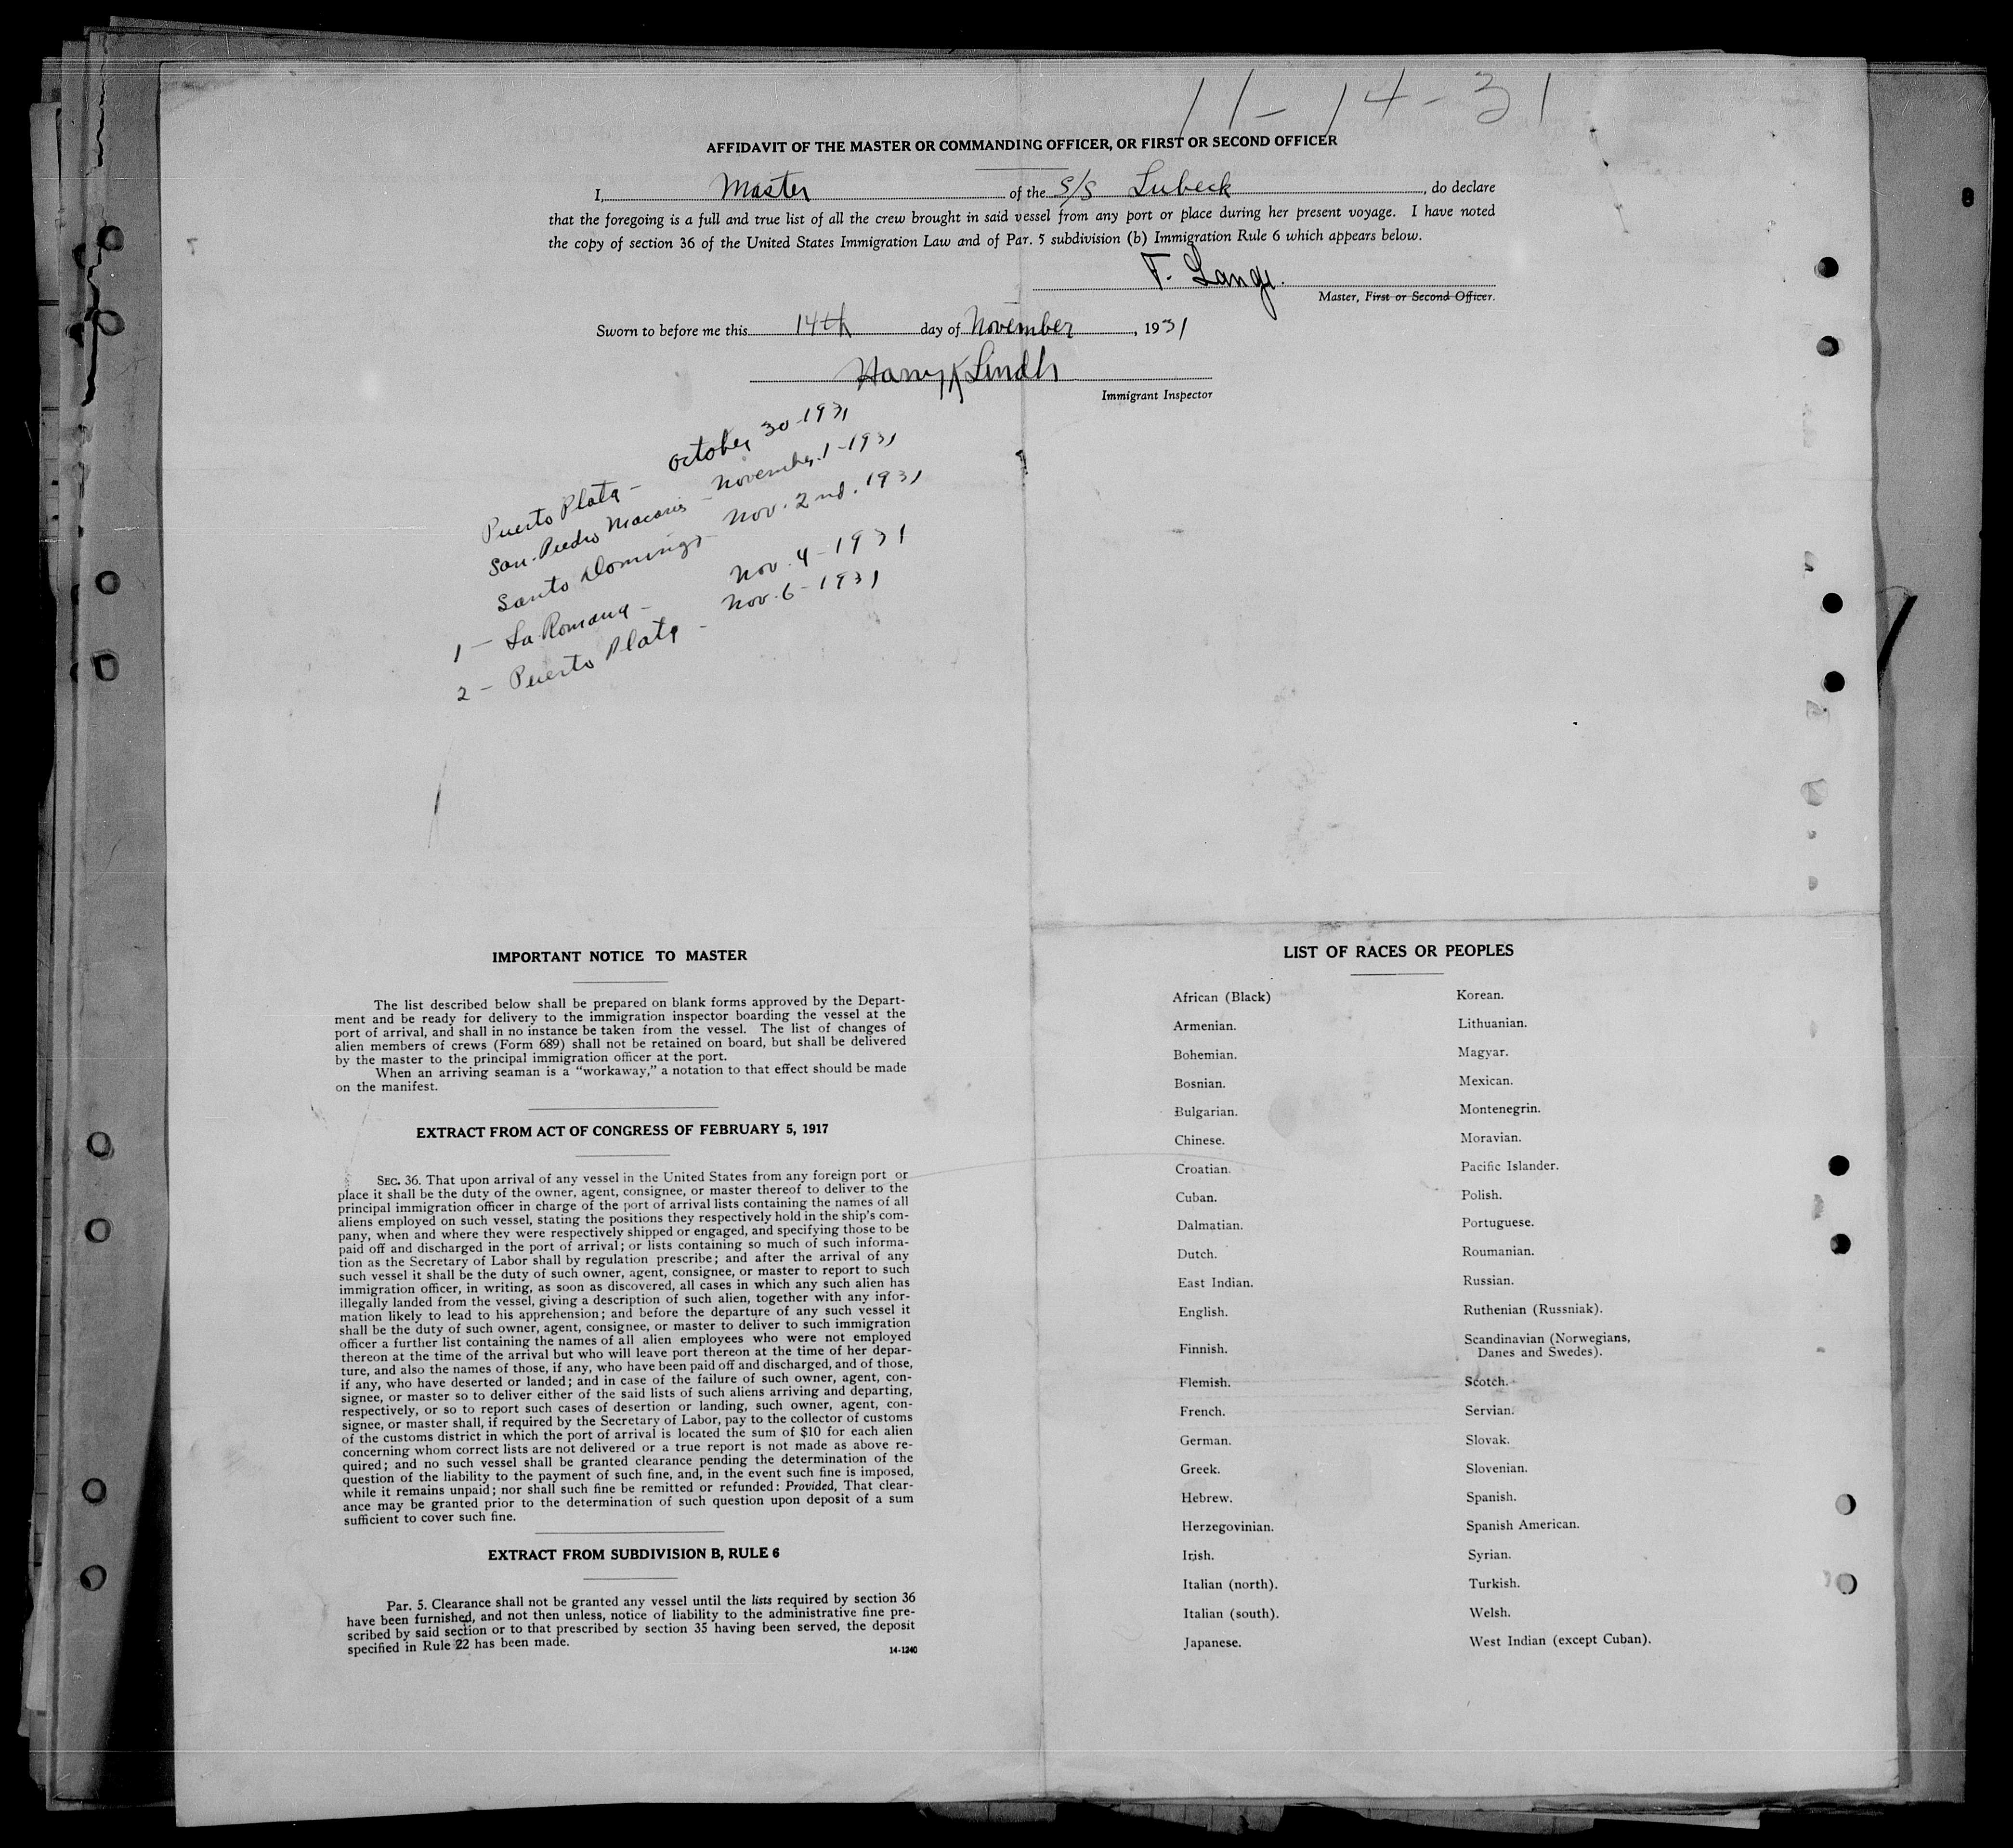 11-14-31
AFFIDAVIT OF THE MASTER OR COMMANDING OFFICER, OR FIRST OR SECOND OFFICER
I, Master of the S/S Lubeck, do declare
that the foregoing is a full and true list of all the crew brought in said vessel from any port or place during her present voyage. I have noted
the copy of section 36 of the United States Immigration Law and of Par. 5 subdivision (b) Immigration Rule 6 which appears below.
F. Lange.
Master, First or Second Officer.
Sworn to before me this 14th day of November, 1931
Harry K Lindh
Immigrant Inspector
Puerto Plata - October 30-1931
San Pedro Macoris - November 1-1931
Santo Domingo - Nov. 2nd. 1931
1 - La Romana - Nov. 4-1931
2 - Puerto Plata - Nov. 6-1931
IMPORTANT NOTICE TO MASTER
The list described below shall be prepared on blank forms approved by the Depart-
ment and be ready for delivery to the immigration inspector boarding the vessel at the
port of arrival, and shall in no instance be taken from the vessel. The list of changes of
alien members of crews (Form 689) shall not be retained on board, but shall be delivered
by the master to the principal immigration officer at the port.
When an arriving seaman is a "workaway," a notation to that effect should be made
on the manifest.
EXTRACT FROM ACT OF CONGRESS OF FEBRUARY 5, 1917
SEC. 36. That upon arrival of any vessel in the United States from any foreign port or
place it shall be the duty of the owner, agent, consignee, or master thereof to deliver to the
principal immigration officer in charge of the port of arrival lists containing the names of all
aliens employed on such vessel, stating the positions they respectively hold in the ship's com-
pany, when and where they were respectively shipped or engaged, and specifying those to be
paid off and discharged in the port of arrival; or lists containing so much of such informa-
tion as the Secretary of Labor shall by regulation prescribe; and after the arrival of any
such vessel it shall be the duty of such owner, agent, consignee, or master to report to such
immigration officer, in writing, as soon as discovered, all cases in which any such alien has
illegally landed from the vessel, giving a description of such alien, together with any infor-
mation likely to lead to his apprehension; and before the departure of any such vessel it
shall be the duty of such owner, agent, consignee, or master to deliver to such immigration
officer a further list containing the names of all alien employees who were not employed
thereon at the time of the arrival but who will leave port thereon at the time of her depar-
ture, and also the names of those, if any, who have been paid off and discharged, and of those,
if any, who have deserted or landed; and in case of the failure of such owner, agent, con-
signee, or master so to deliver either of the said lists of such aliens arriving and departing,
respectively, or so to report such cases of desertion or landing, such owner, agent, con-
signee, or master shall, if required by the Secretary of Labor, pay to the collector of customs
of the customs district in which the port of arrival is located the sum of $10 for each alien
concerning whom correct lists are not delivered or a true report is not made as above re-
quired; and no such vessel shall be granted clearance pending the determination of the
question of the liability to the payment of such fine, and, in the event such fine is imposed,
while it remains unpaid; nor shall such fine be remitted or refunded: Provided, That clear-
ance may be granted prior to the determination of such question upon deposit of a sum
sufficient to cover such fine.
EXTRACT FROM SUBDIVISION B, RULE 6
Par. 5. Clearance shall not be granted any vessel until the lists required by section 36
have been furnished, and not then unless, notice of liability to the administrative fine pre-
scribed by said section or to that prescribed by section 35 having been served, the deposit
specified in Rule 22 has been made.
14-1240
LIST OF RACES OR PEOPLES
African (Black)
Armenian.
Bohemian.
Bosnian.
Bulgarian.
Chinese.
Croatian.
Cuban.
Dalmatian.
Dutch.
East Indian.
English.
Finnish.
Flemish.
French.
German.
Greek.
Hebrew.
Herzegovinian.
Irish.
Italian (north).
Italian (south).
Japanese.
Korean.
Lithuanian.
Magyar.
Mexican.
Montenegrin.
Moravian.
Pacific Islander.
Polish.
Portuguese.
Roumanian.
Russian.
Ruthenian (Russniak).
Scandinavian (Norwegians,
Danes and Swedes).
Scotch.
Servian.
Slovak.
Slovenian.
Spanish.
Spanish American.
Syrian.
Turkish.
Welsh.
West Indian (except Cuban).